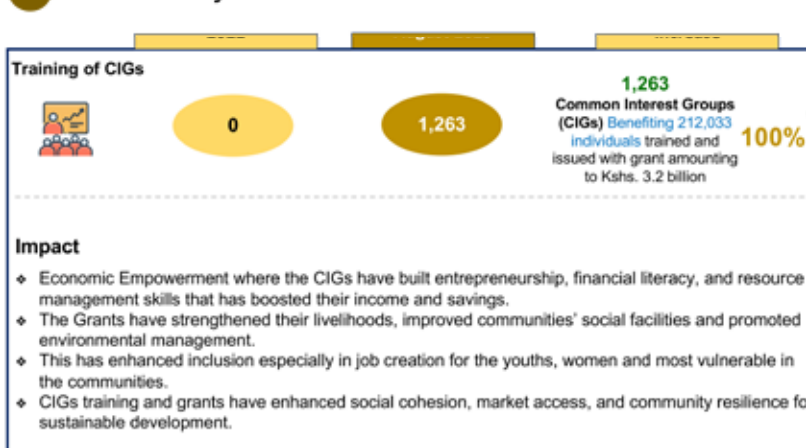 Training of CIGs
0
1,263
1,263
Common Interest Groups
(CIGs) Benefiting 212,033
individuals trained and
issued with grant amounting
to Kshs. 3.2 billion
100%
Impact
❖ Economic Empowerment where the CIGs have built entrepreneurship, financial literacy, and resource
management skills that has boosted their income and savings.
❖ The Grants have strengthened their livelihoods, improved communities' social facilities and promoted
environmental management.
❖ This has enhanced inclusion especially in job creation for the youths, women and most vulnerable in
the communities.
❖ CIGs training and grants have enhanced social cohesion, market access, and community resilience fo
sustainable development.